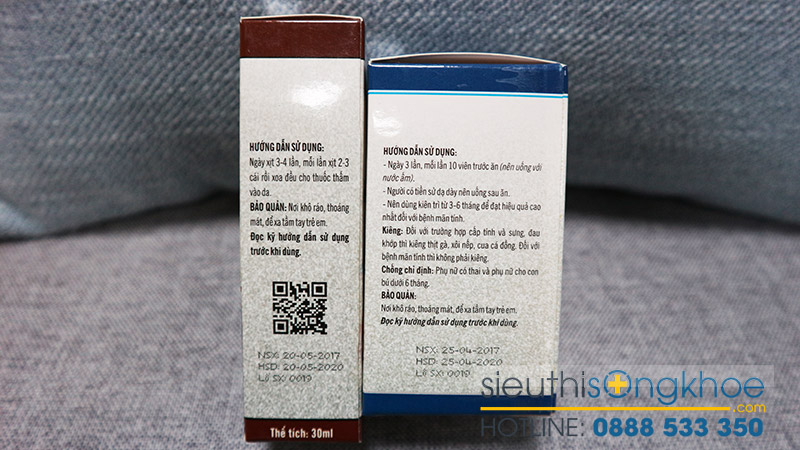 HƯỚNG DẪN SỬ DỤNG:
Ngày xịt 3-4 lần, mỗi lần xịt 2-3
cái rồi xoa đều cho thuốc thấm
vào da.
BẢO QUẢN: Nơi khô ráo, thoáng
mát, để xa tầm tay trẻ em.
Đọc kỹ hướng dẫn sử dụng
trước khi dùng.
NSX: 20-05-2017
HSD: 20-05-2020
Lô SX: 0019
Thể tích: 30ml
HƯỚNG DẪN SỬ DỤNG:
- Ngày 3 lần, mỗi lần 10 viên trước ăn (nên uống với
nước ấm).
- Người có tiền sử dạ dày nên uống sau ăn.
- Nên dùng kiên trì từ 3-6 tháng để đạt hiệu quả cao
nhất đối với bệnh mãn tính.
Kiêng: Đối với trường hợp cấp tính và sưng, đau
khớp thì kiêng thịt gà, xôi nếp, cua cá đồng. Đối với
bệnh mãn tính thì không phải kiêng.
Chống chỉ định: Phụ nữ có thai và phụ nữ cho con
bú dưới 6 tháng.
BẢO QUẢN:
Nơi khô ráo, thoáng mát, để xa tầm tay trẻ em.
Đọc kỹ hướng dẫn sử dụng trước khi dùng.
NSX: 25-04-2017
HSD: 25-04-2020
Lô SX: 0019
sieuthisongkhoe
.com
HOTLINE: 0888 533 350